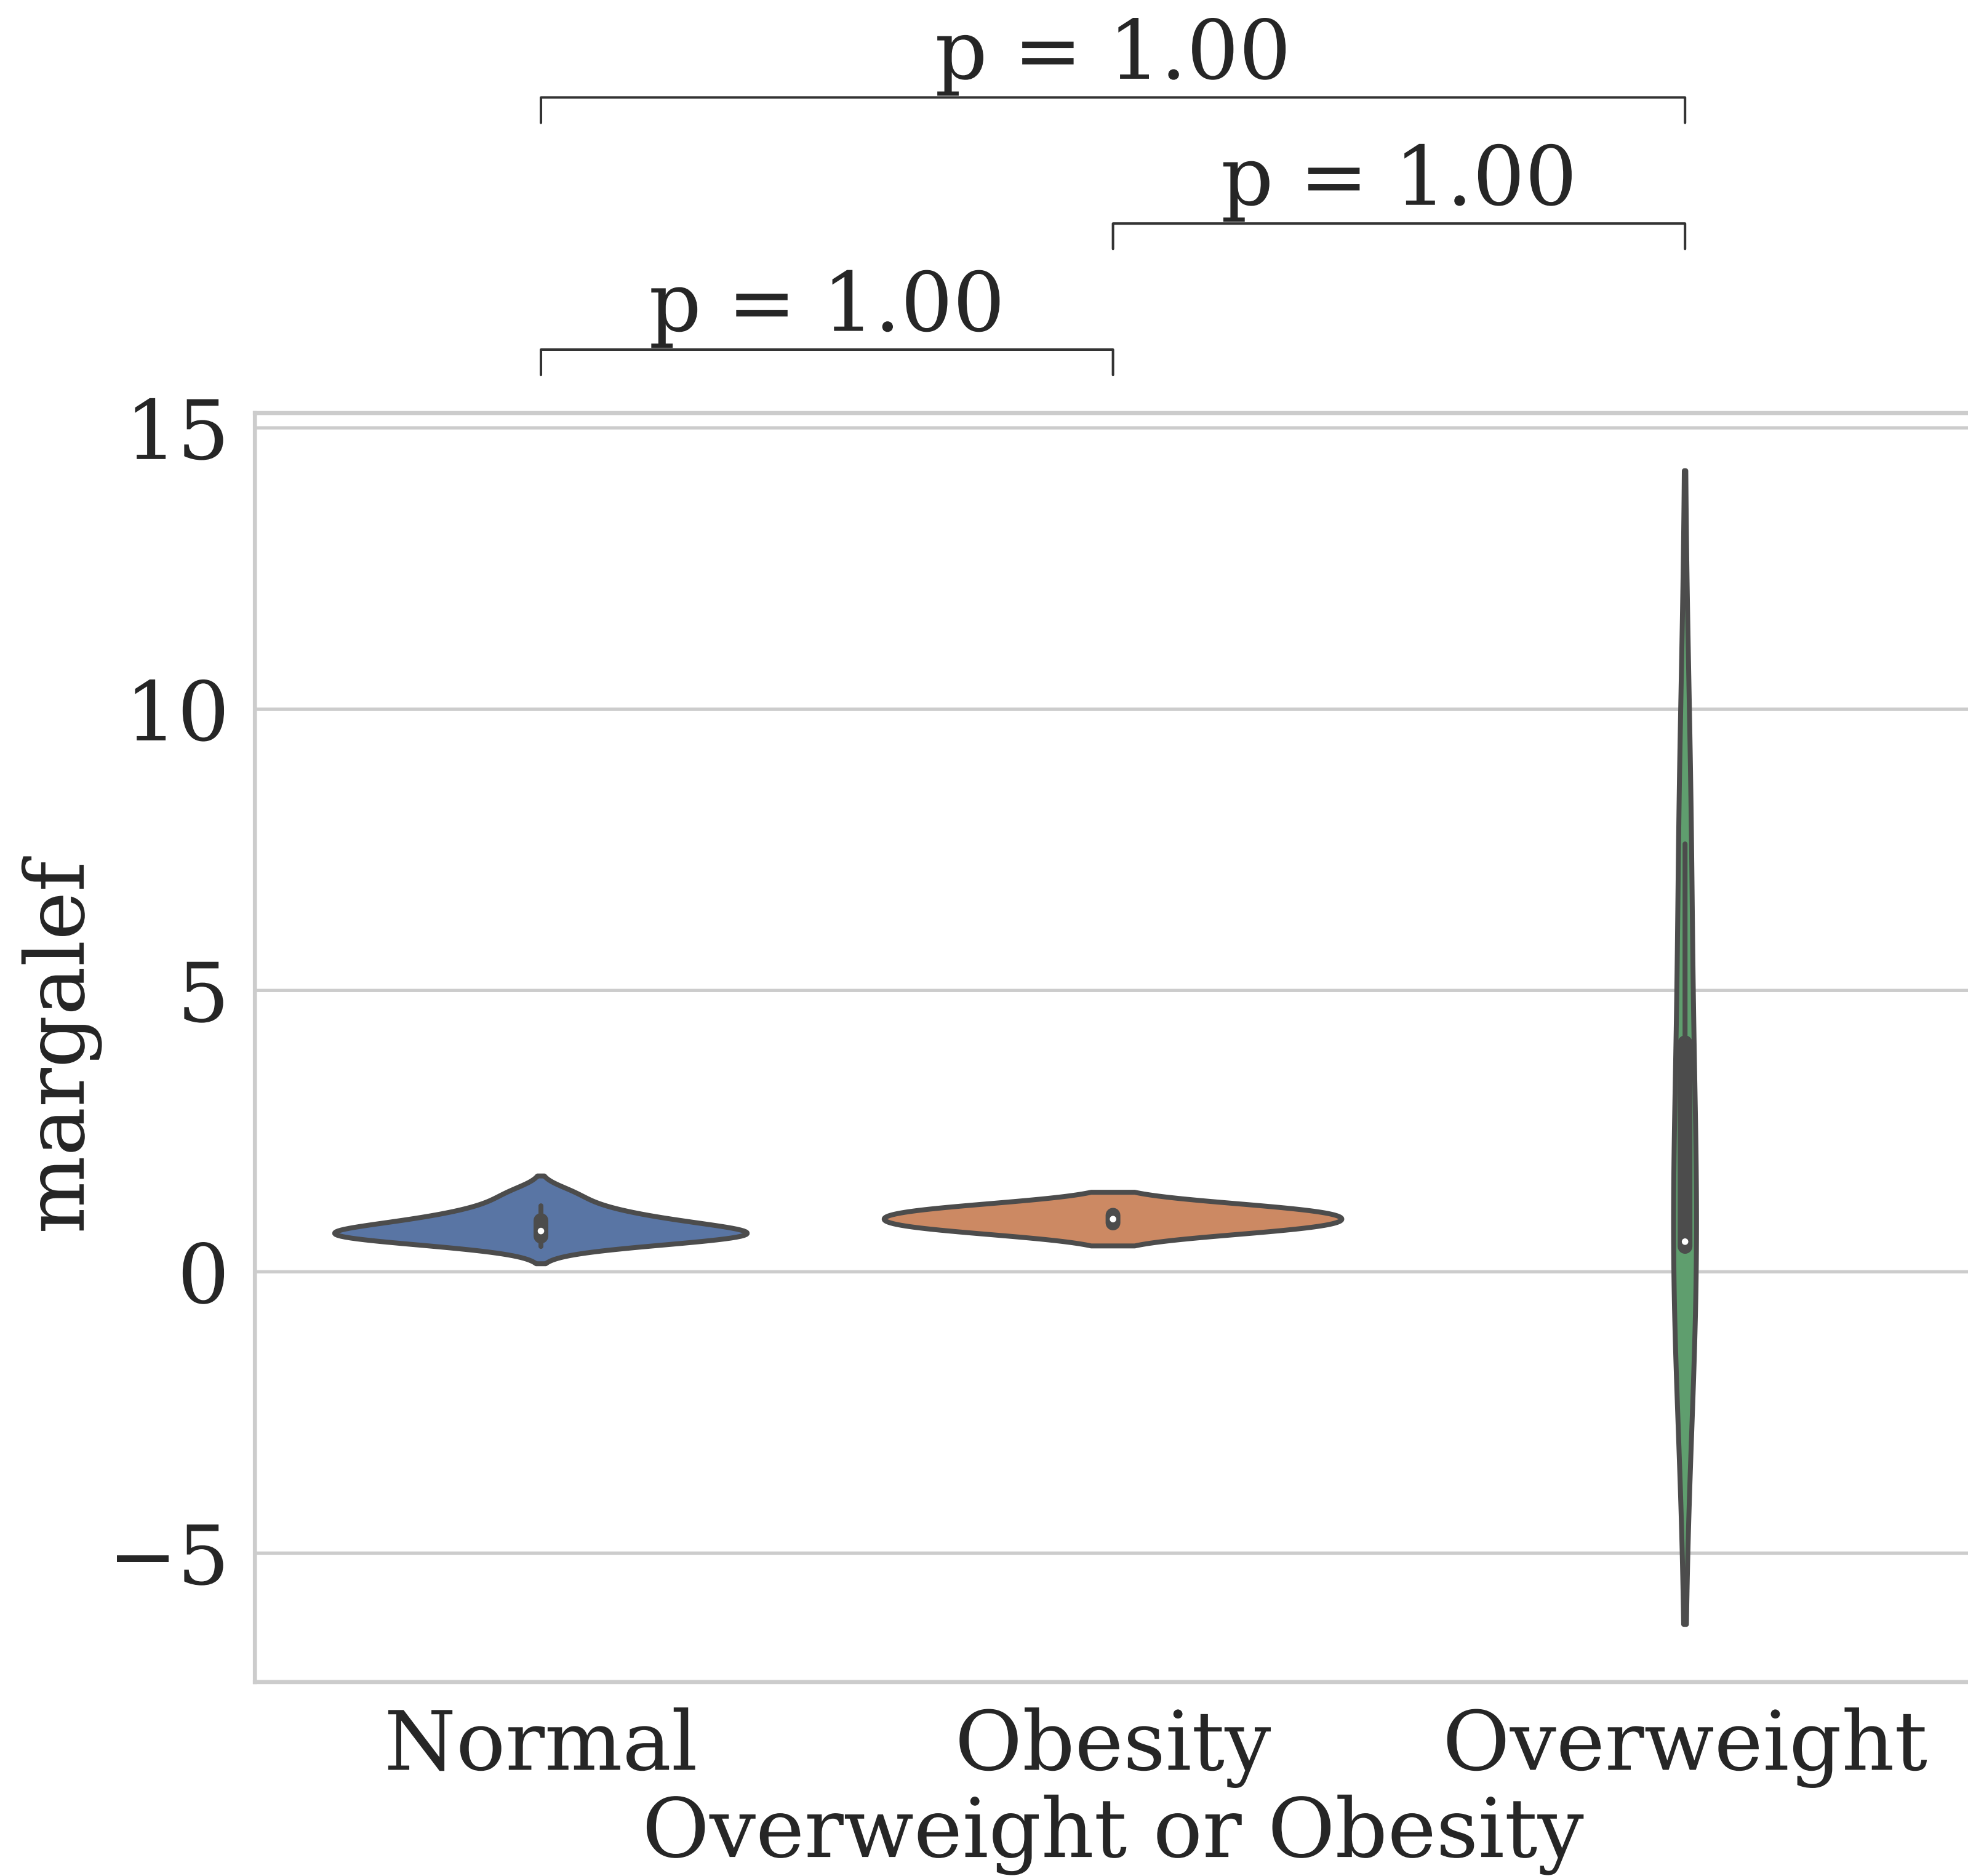 p = 1.00
p = 1.00
p = 1.00
15
10
5
0
−5
margalef
Normal
Obesity
Overweight
Overweight or Obesity